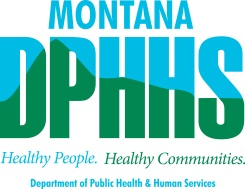 MONTANA
DPHHS
Healthy People. Healthy Communities.
Department of Public Health & Human Services